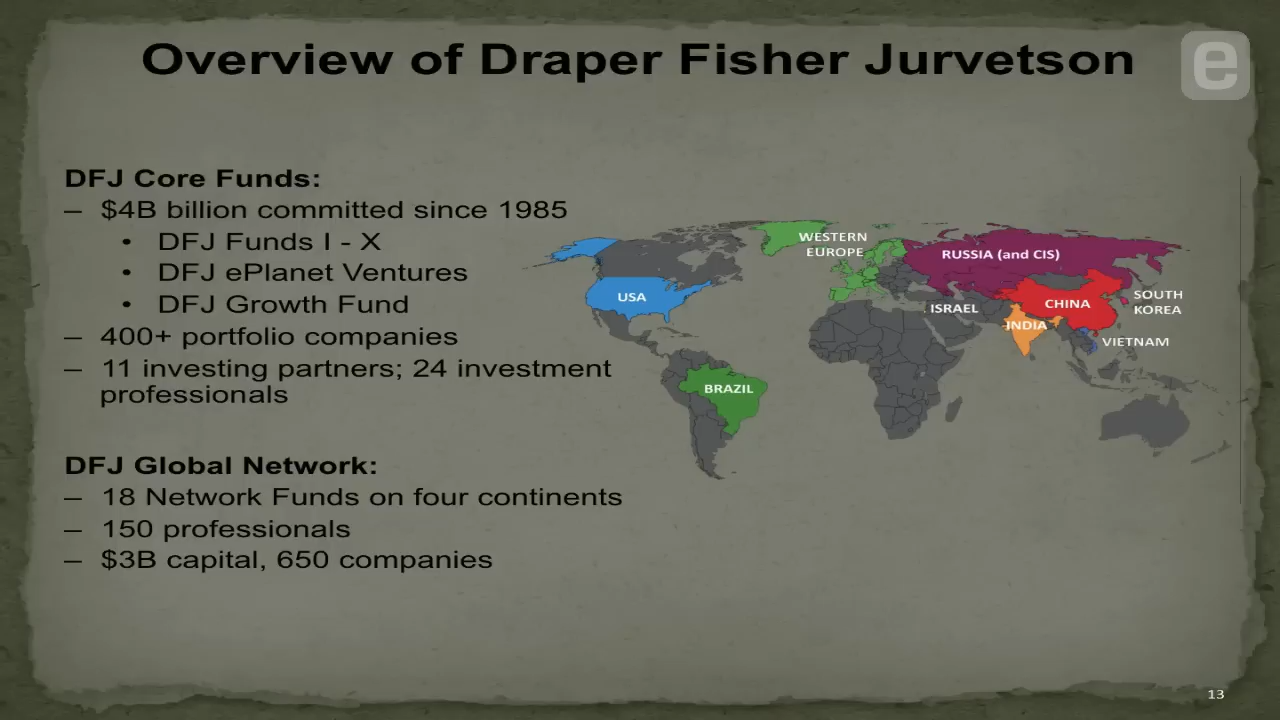 Overview of Draper Fisher Jurvetson
e
DFJ Core Funds:
– $4B billion committed since 1985
• DFJ Funds I - X
• DFJ ePlanet Ventures
• DFJ Growth Fund
– 400+ portfolio companies
– 11 investing partners; 24 investment
professionals
DFJ Global Network:
– 18 Network Funds on four continents
– 150 professionals
– $3B capital, 650 companies
WESTERN
EUROPE
RUSSIA (and CIS)
USA
CHINA
SOUTH
KOREA
ISRAEL
INDIA
VIETNAM
BRAZIL
13